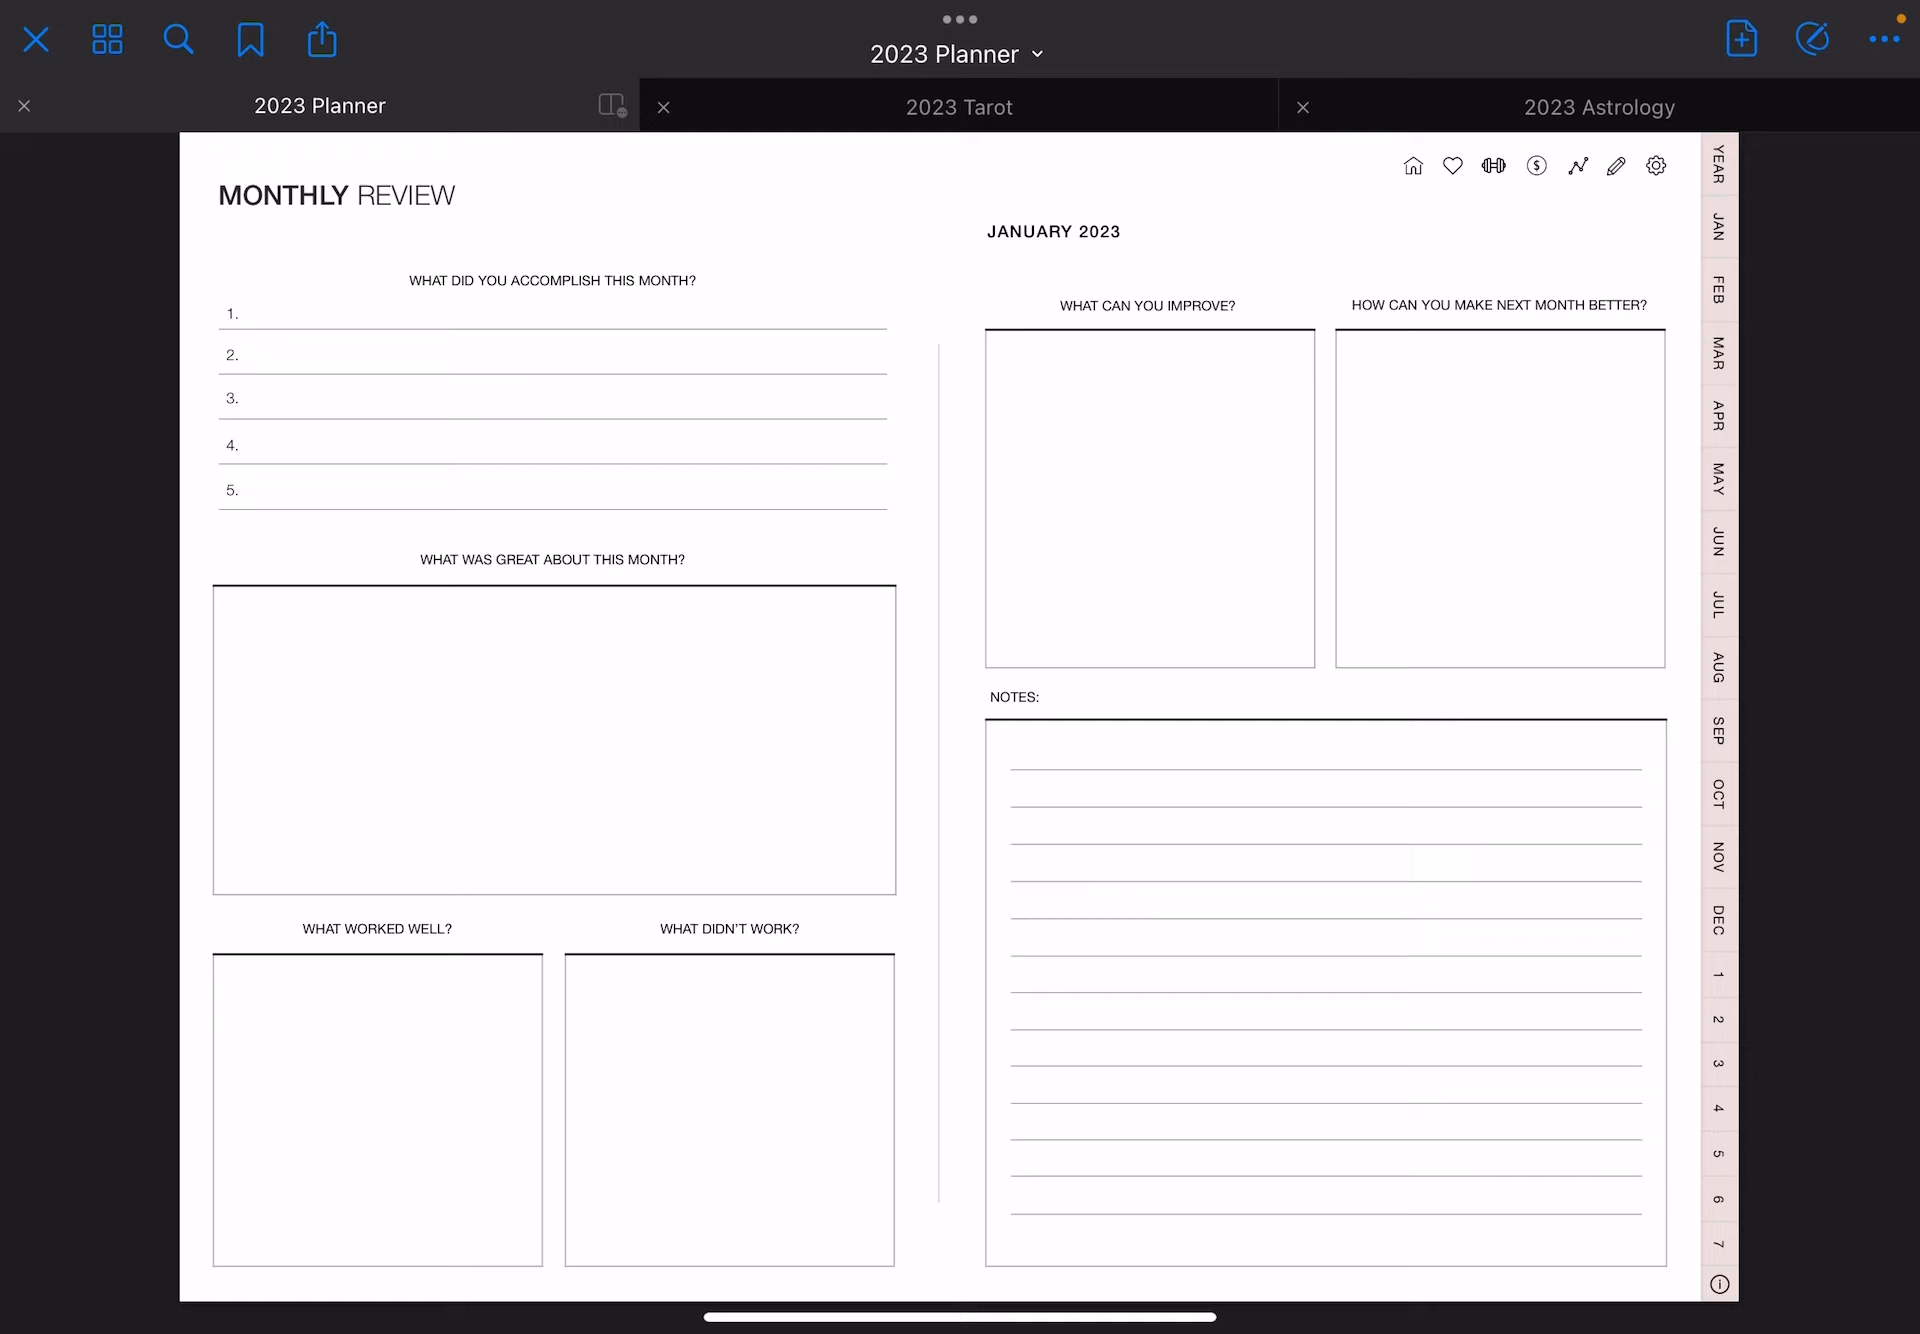 2023 Planner
2023 Planner
2023 Tarot
2023 Astrology
MONTHLY REVIEW
JANUARY 2023
WHAT DID YOU ACCOMPLISH THIS MONTH?
1.
2.
3.
4.
5.
WHAT WAS GREAT ABOUT THIS MONTH?
WHAT WORKED WELL?
WHAT DIDN'T WORK?
WHAT CAN YOU IMPROVE?
HOW CAN YOU MAKE NEXT MONTH BETTER?
NOTES:
YEAR
JAN
FEB
MAR
APR
MAY
JUN
JUL
AUG
SEP
OCT
NOV
DEC
1
2
3
4
5
6
7